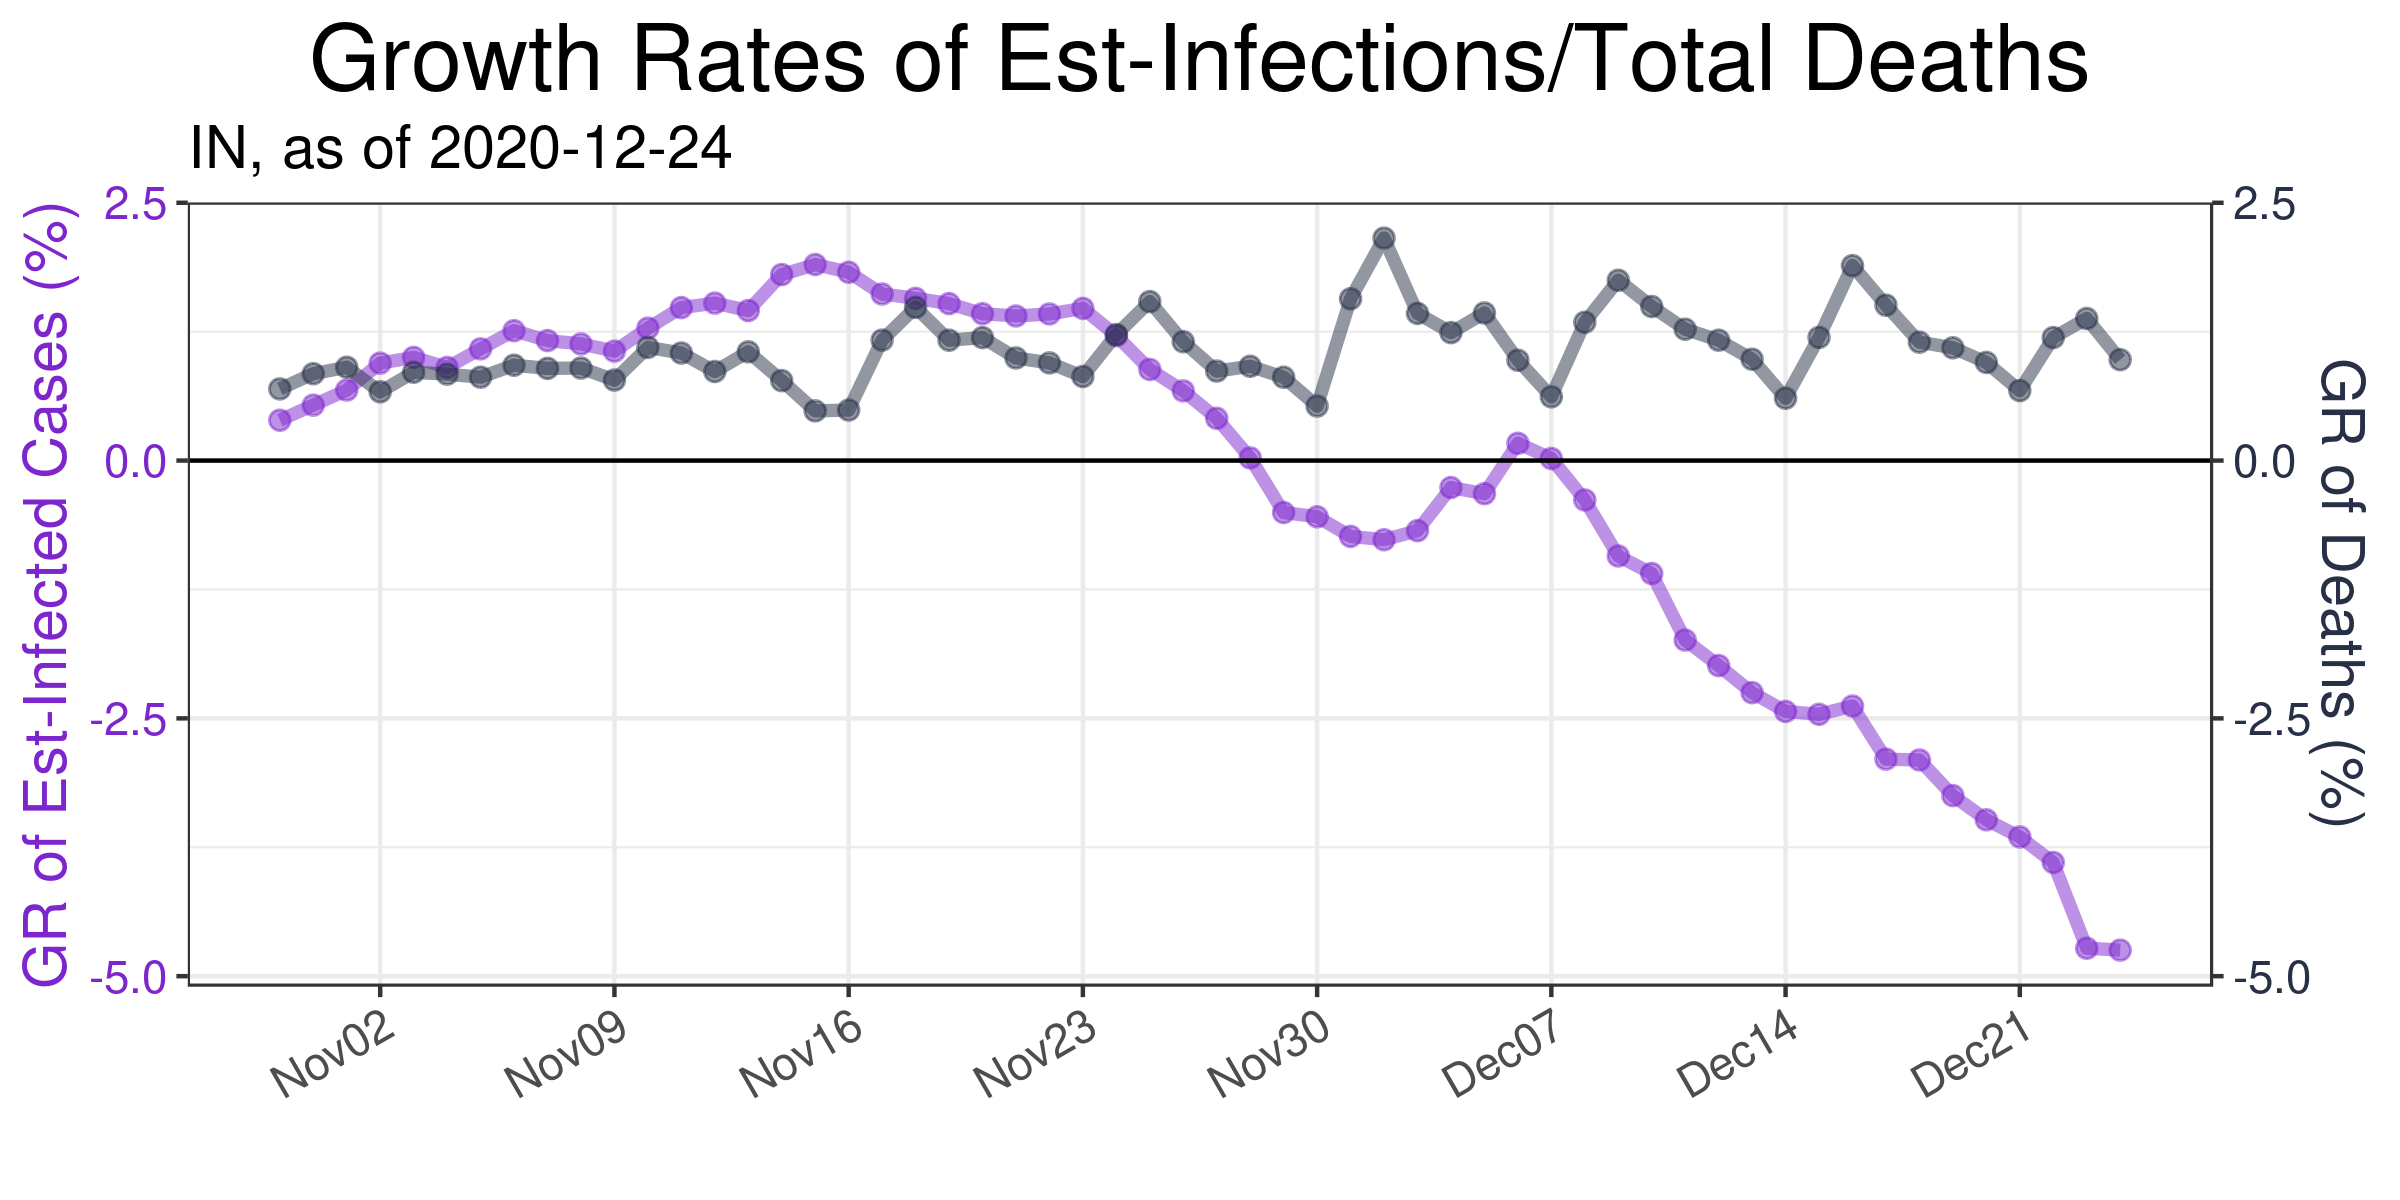 Growth Rates of Est-Infections/Total Deaths
IN, as of 2020-12-24
GR of Est-Infected Cases (%)
2.5
0.0
-2.5
-5.0
2.5
0.0
-2.5
-5.0
GR of Deaths (%)
Nov02
Nov09
Nov16
Nov23
Nov30
Dec07
Dec14
Dec21